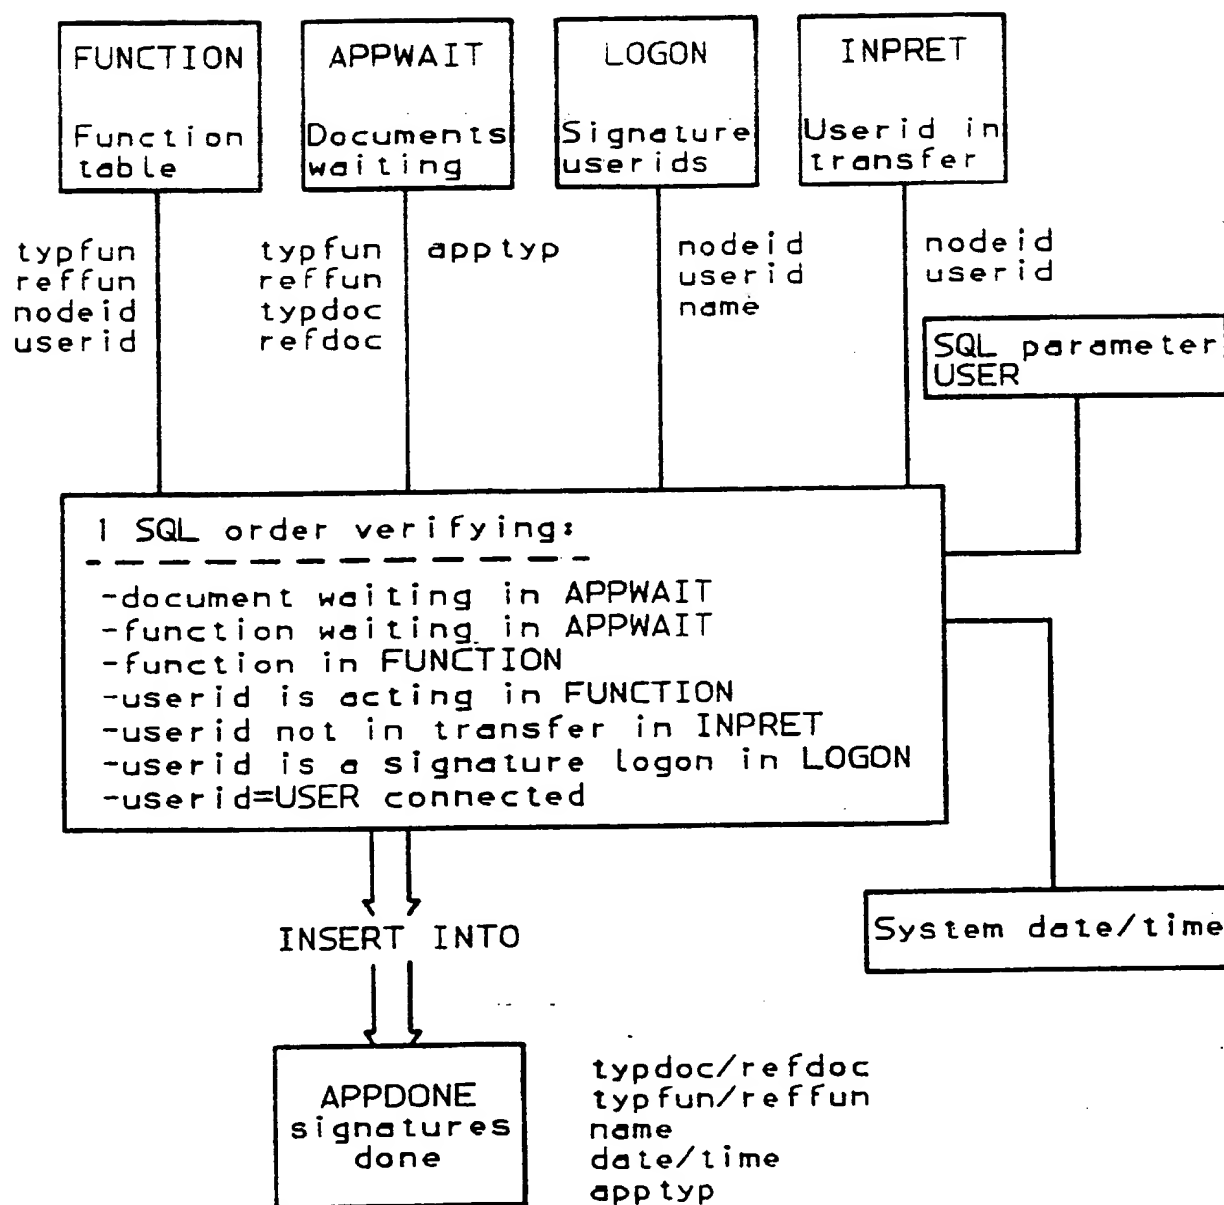 FUNCTION
Function
table
APPWAIT
Documents
waiting
LOGON
Signature
userids
INPRET
Userid in
transfer
typfun
reffun
nodeid
userid
typfun
reffun
typdoc
refdoc
apptyp
nodeid
userid
name
nodeid
userid
SQL parameter
USER
1 SQL order verifying:
-document waiting in APPWAIT
-function waiting in APPWAIT
-function in FUNCTION
-userid is acting in FUNCTION
-userid not in transfer in INPRET
-userid is a signature logon in LOGON
-userid=USER connected
System date/time
INSERT INTO
APPDONE
signatures
done
typdoc/refdoc
typfun/reffun
name
date/time
apptyp